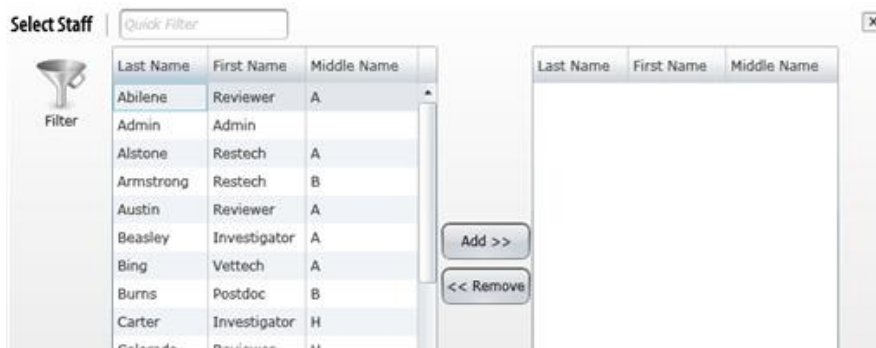 Select Staff Quick Filter
Last Name First Name Middle Name Last Name First Name Middle Name
Filter
Abilene Reviewer A
Admin Admin
Alstone Restech A
Armstrong Restech B
Austin Reviewer A
Beasley Investigator A
Add >>
Bing Vettech A
<< Remove
Burns Postdoc B
Carter Investigator H